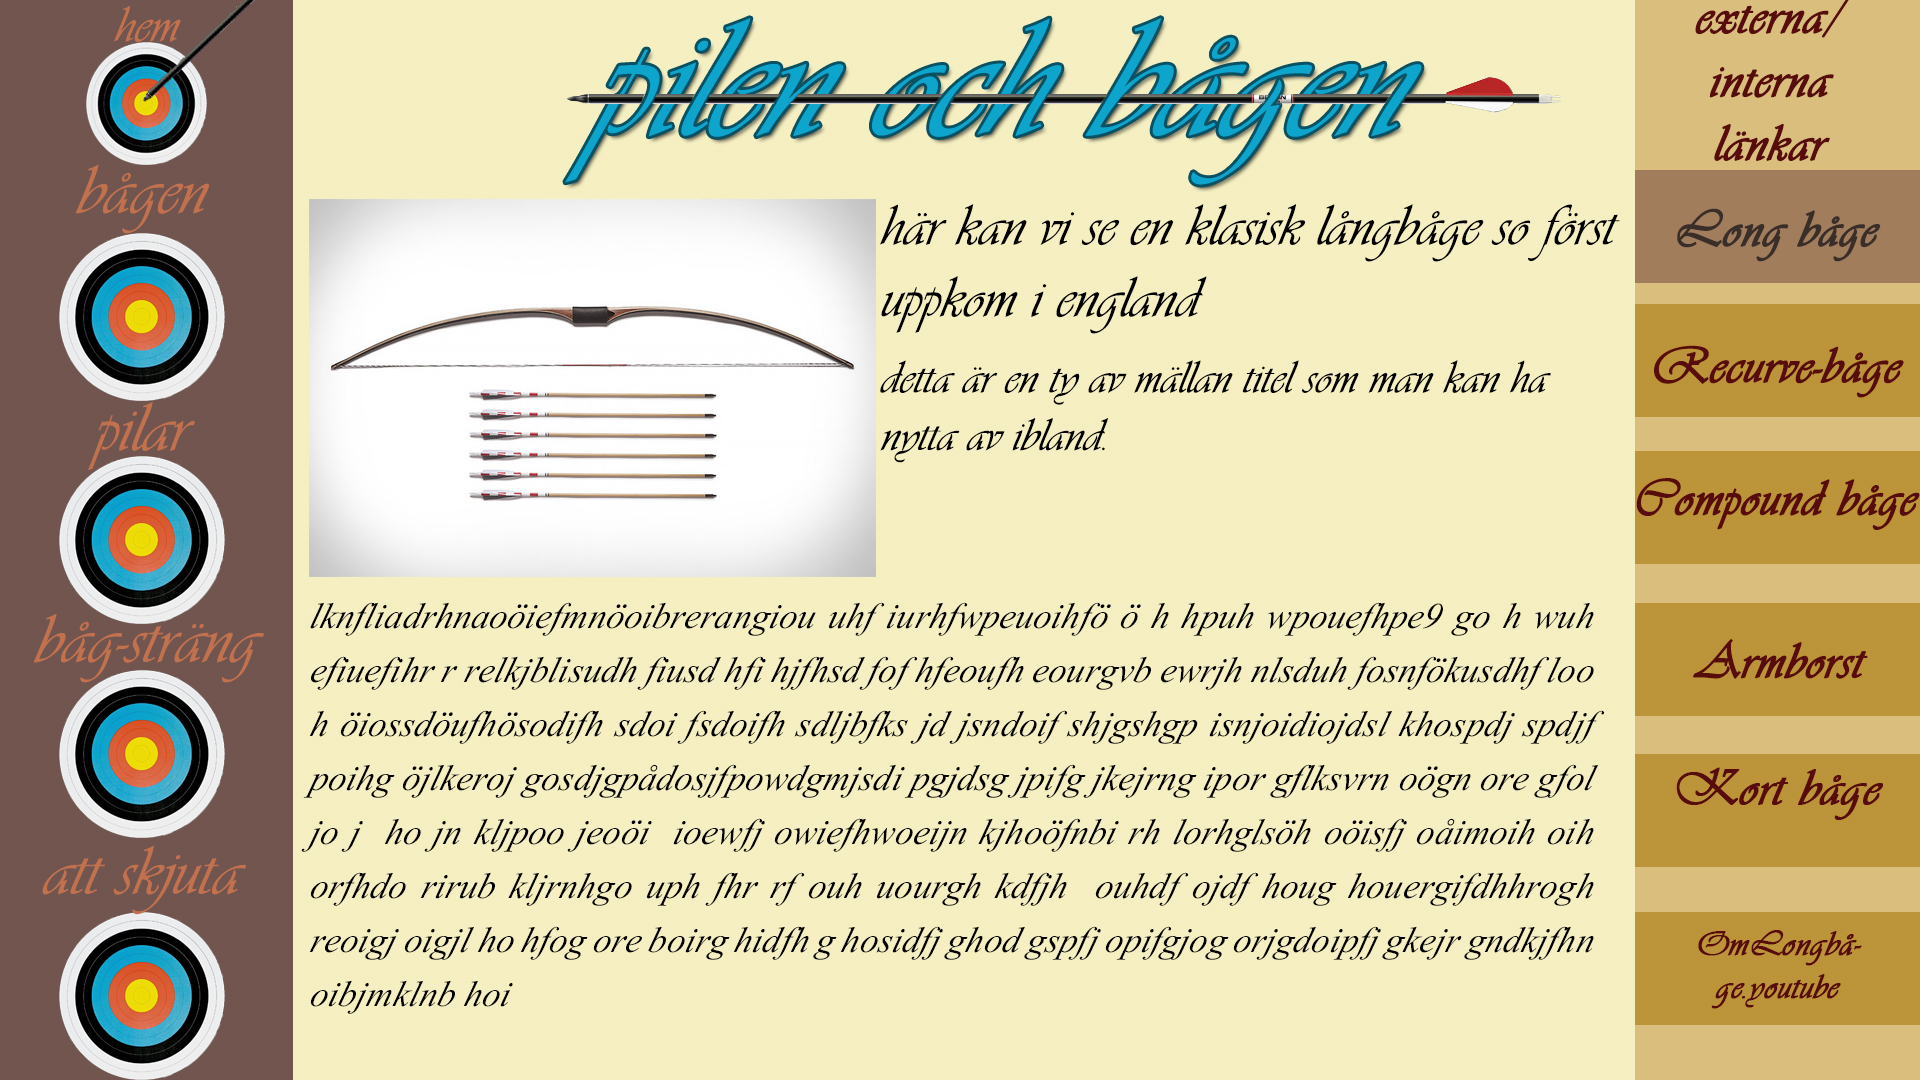 hem
bågen
pilar
båg-sträng
att skjuta
pilen och bågen
här kan vi se en klasisk långbåge so först
uppkom i england
detta är en ty av mällan titel som man kan ha
nytta av ibland.
lknfliadrhnaoöiefmnöoibrerangiou uhf iurhfwpeuoihfö ö h hpuh wpouefhpe9 go h wuh
efiuefihr r relkjblisudh fiusd hfi hjfhsd fof hfeoufh eourgvb ewrjh nlsduh fosnfökusdhf loo
h öiossdöufhösodifh sdoi fsdoifh sdljbfks jd jsndoif shjgshgp isnjoidiojdsl khospdj spdjf
poihg öjlkeroj gosdjgpådosjfpowdgmjsdi pgjdsg jpifg jkejrng ipor gflksvrn oögn ore gfol
jo j ho jn kljpoo jeoöi ioewfj owiefhwoeijn kjhoöfnbi rh lorhglsöh oöisfj oåimoih oih
orfhdo rirub kljrnhgo uph fhr rf ouh uourgh kdfjh ouhdf ojdf houg houergifdhhrogh
reoigj oigjl ho hfog ore boirg hidfh g hosidfj ghod gspfj opifgjog orjgdoipfj gkejr gndkjfhn
oibjmklnb hoi
externa/
interna
länkar
Long båge
Recurve-båge
Compound båge
Armborst
Kort båge
OmLongbå-
ge.youtube